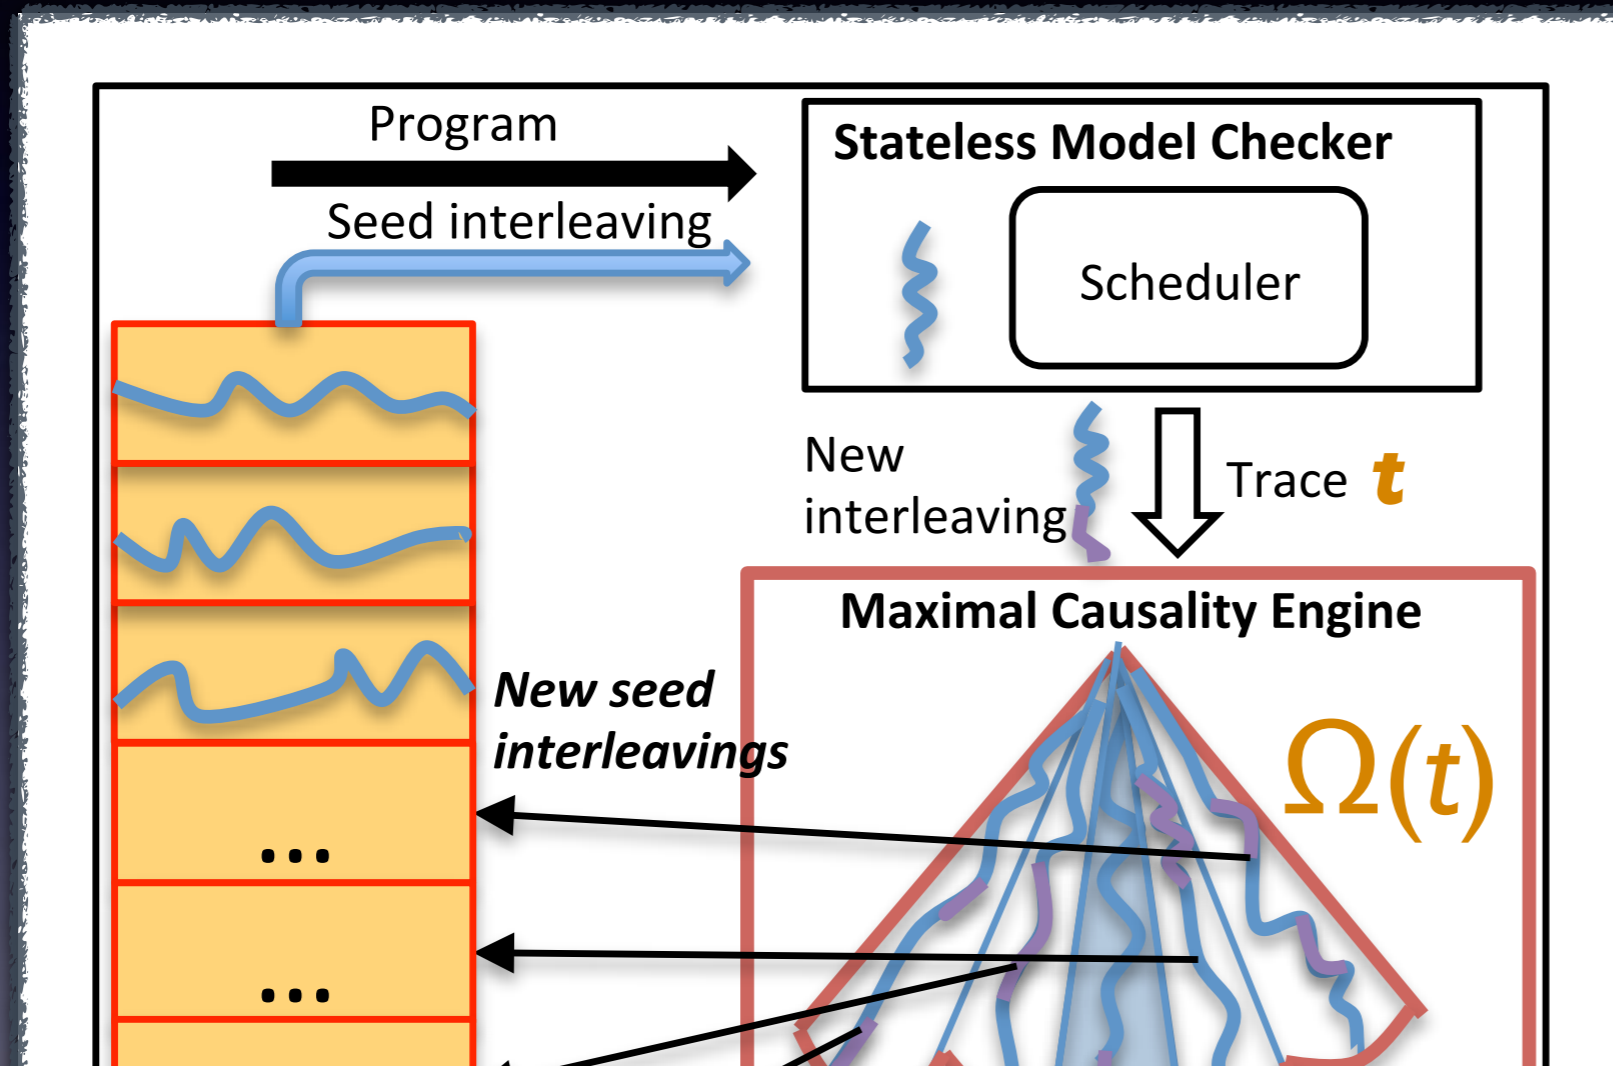 Program
Seed interleaving
Stateless Model Checker
Scheduler
New
interleaving
Trace t
Maximal Causality Engine
New seed
interleavings
Ω(t)
...
...